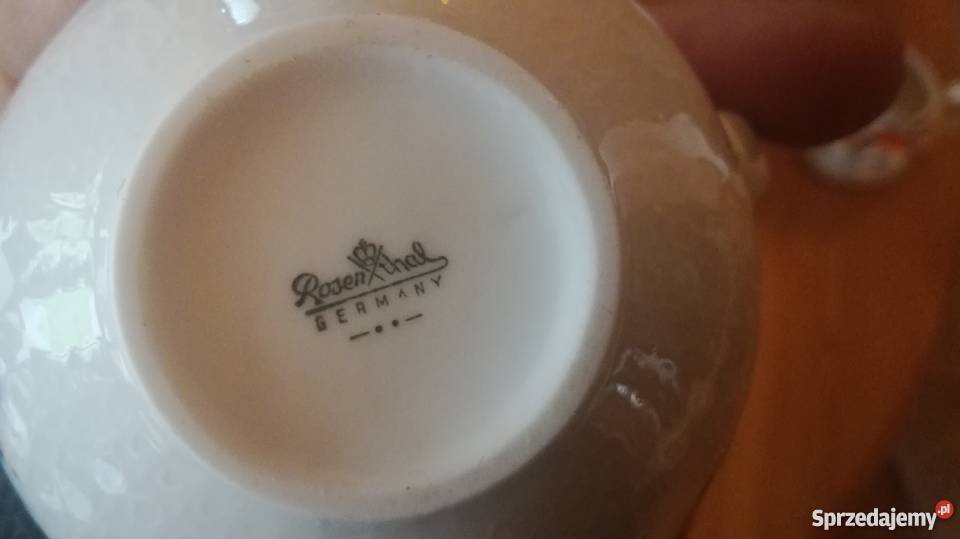 Rosenthal
GERMANY
— • • —
Sprzedajemy.pl